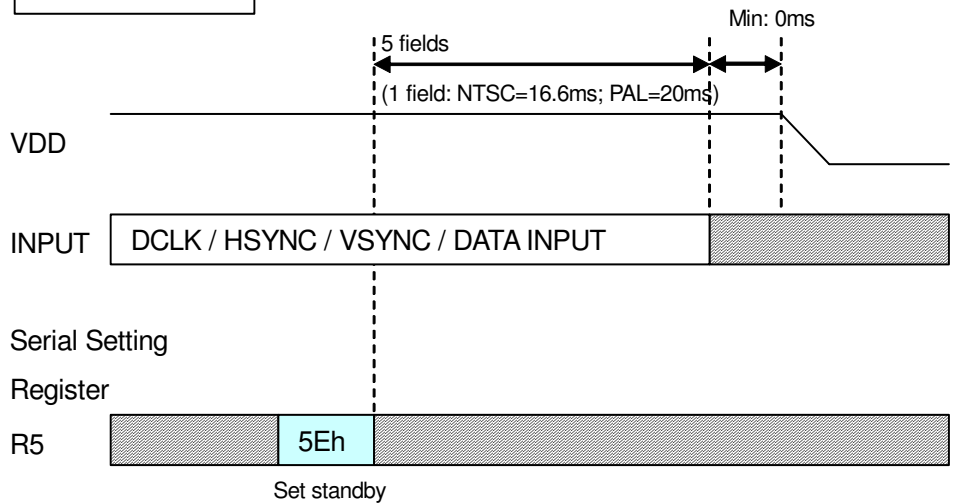 Min: 0ms
5 fields
(1 field: NTSC=16.6ms; PAL=20ms)
VDD
INPUT
DCLK / HSYNC / VSYNC / DATA INPUT
Serial Setting
Register
R5
5Eh
Set standby